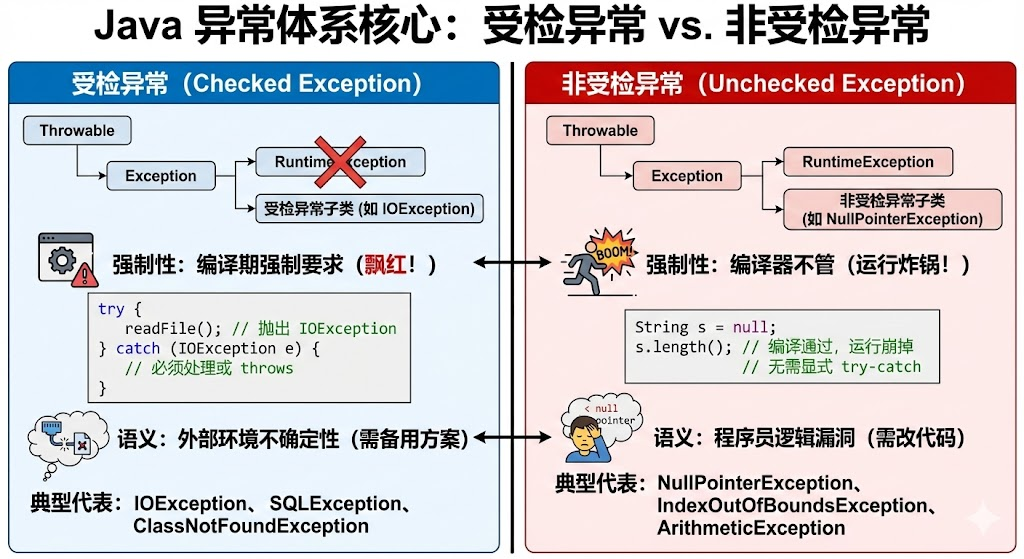 Java 异常体系核心：受检异常 vs. 非受检异常
受检异常（Checked Exception）
Throwable
Exception
RuntimeException
受检异常子类 (如 IOException)
强制性：编译期强制要求（飘红！）
try {
readFile(); // 抛出 IOException
} catch (IOException e) {
// 必须处理或 throws
}
语义：外部环境不确定性（需备用方案）
典型代表：IOException、SQLException、
ClassNotFoundException
非受检异常（Unchecked Exception）
Throwable
Exception
RuntimeException
非受检异常子类
(如 NullPointerException)
BOOM!
强制性：编译器不管（运行炸锅！）
String s = null;
s.length(); // 编译通过，运行崩掉
// 无需显式 try-catch
< null
pointer
语义：程序员逻辑漏洞（需改代码）
典型代表：NullPointerException、
IndexOutOfBoundsException、
ArithmeticException